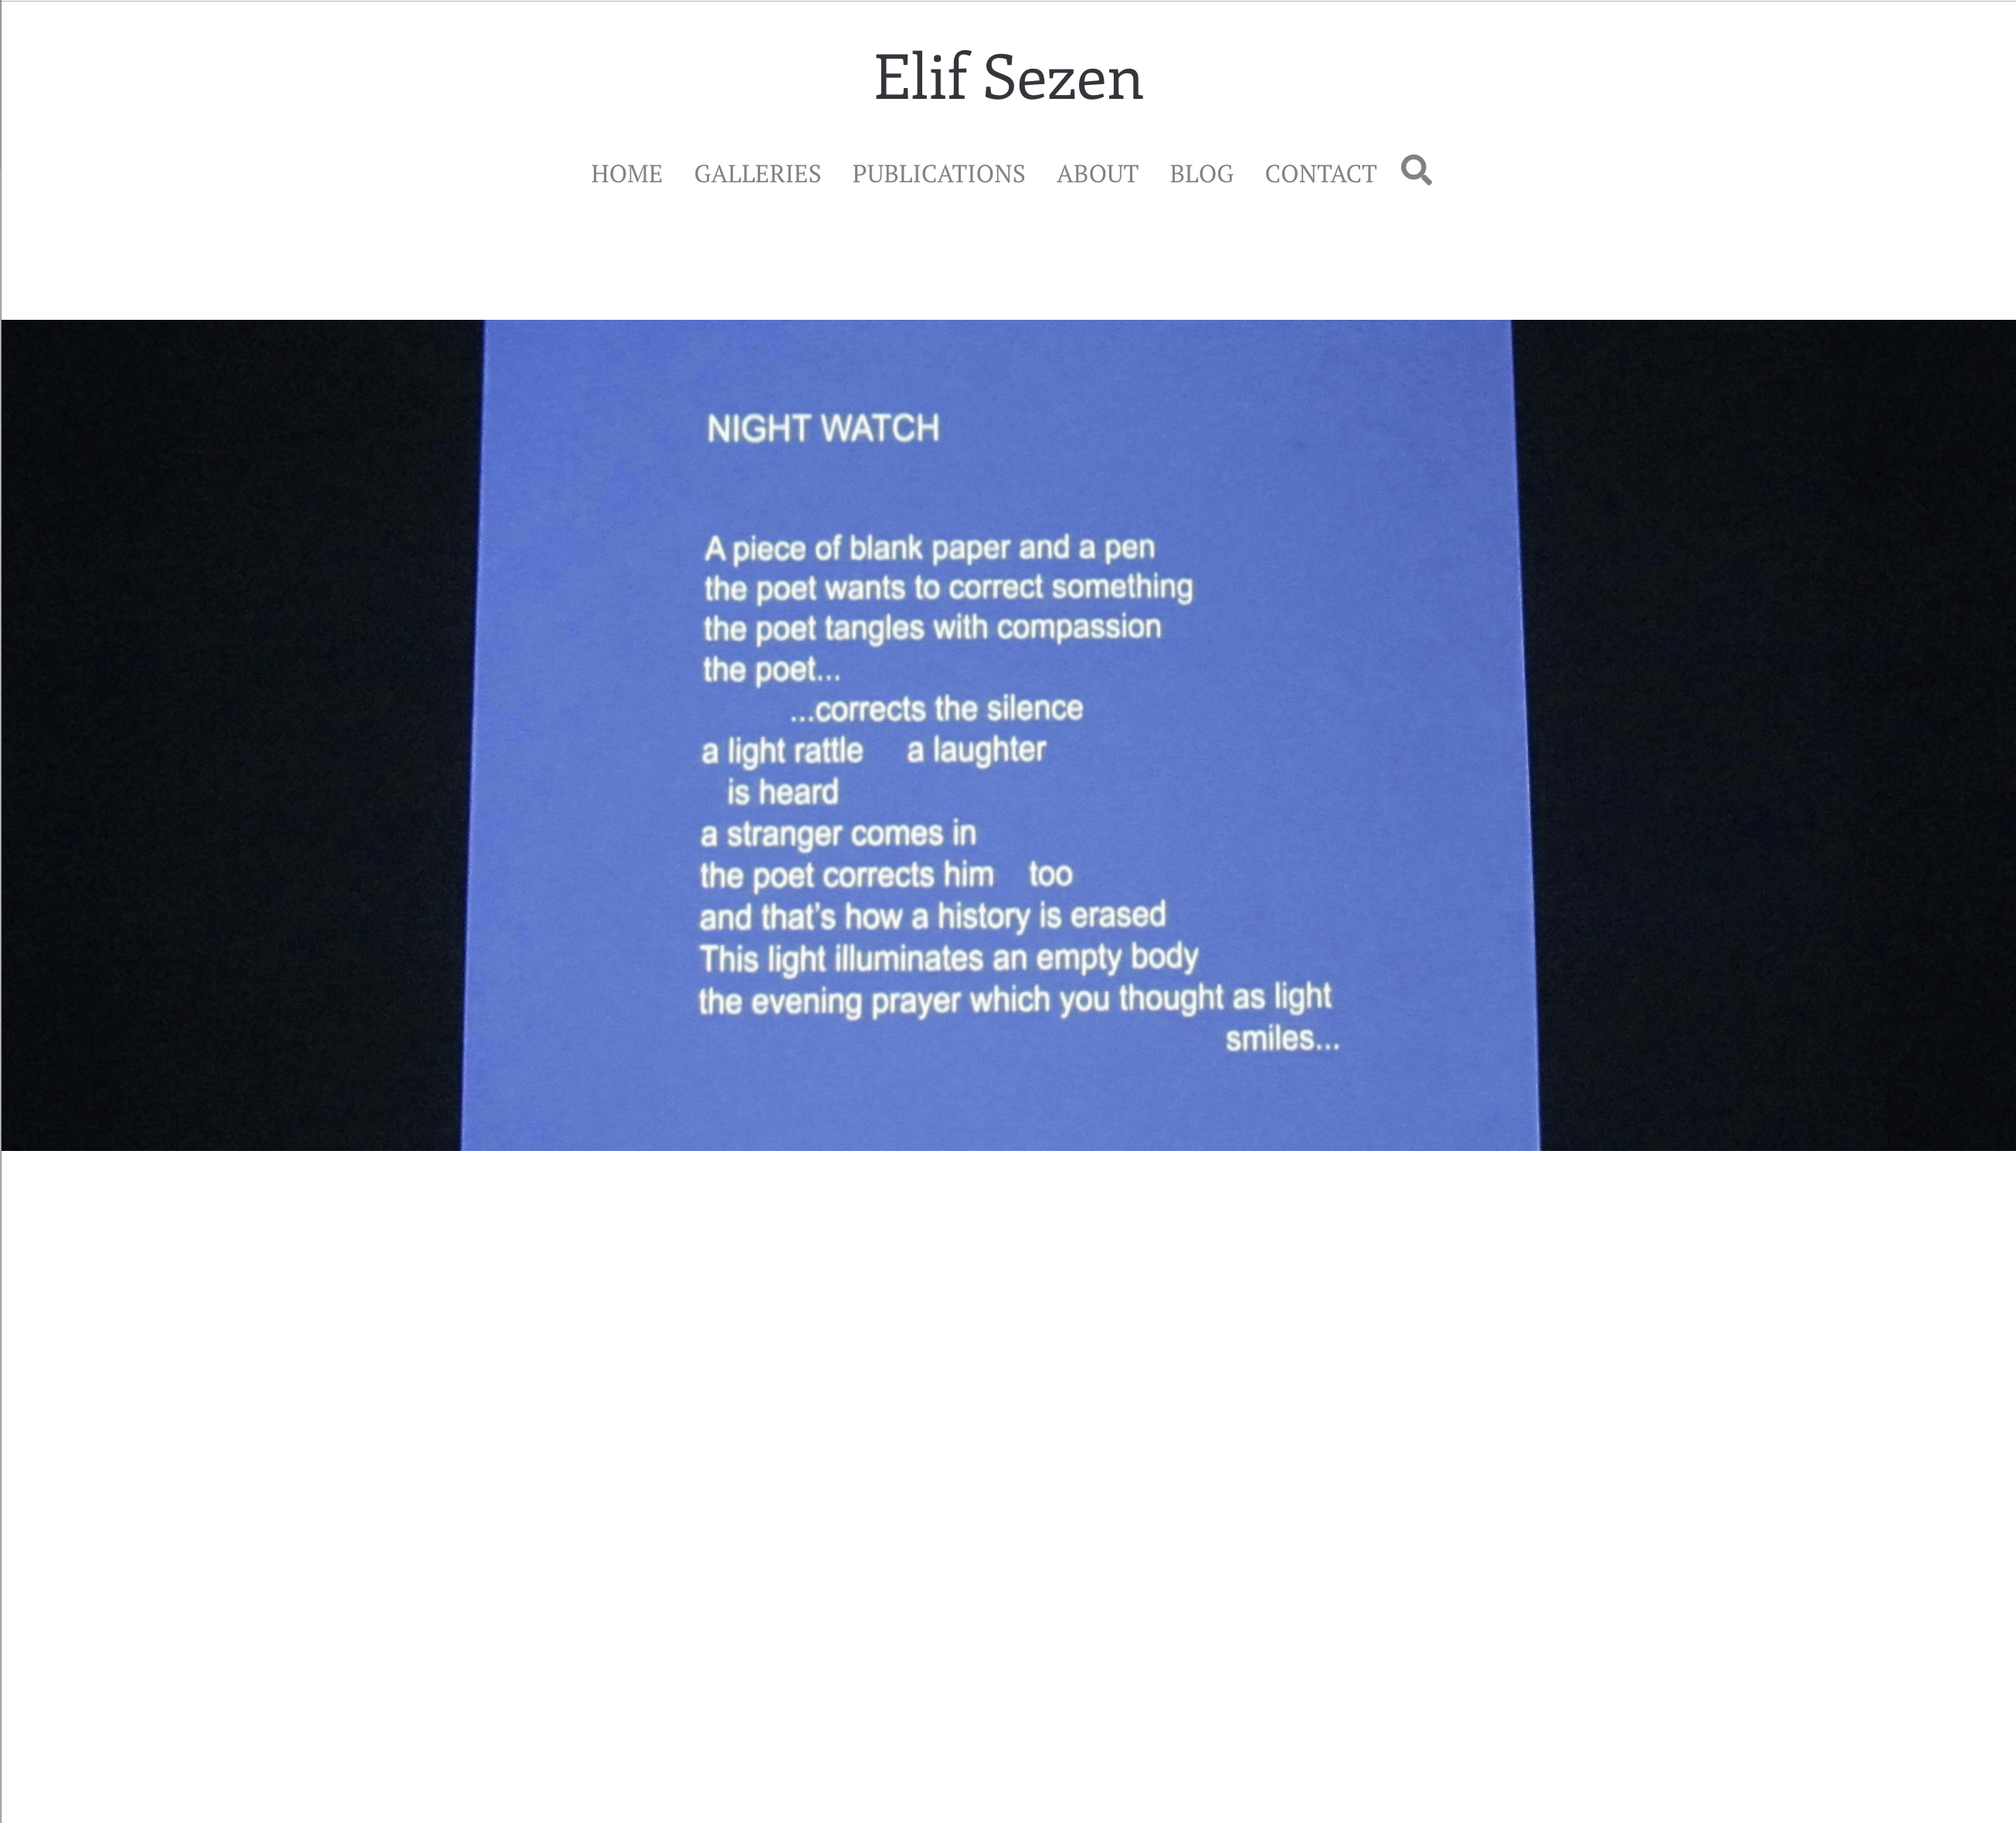 Elif Sezen
HOME GALLERIES PUBLICATIONS ABOUT BLOG CONTACT
NIGHT WATCH
A piece of blank paper and a pen
the poet wants to correct something
the poet tangles with compassion
the poet...
...corrects the silence
a light rattle a laughter
is heard
a stranger comes in
the poet corrects him too
and that's how a history is erased
This light illuminates an empty body
the evening prayer which you thought as light
smiles...